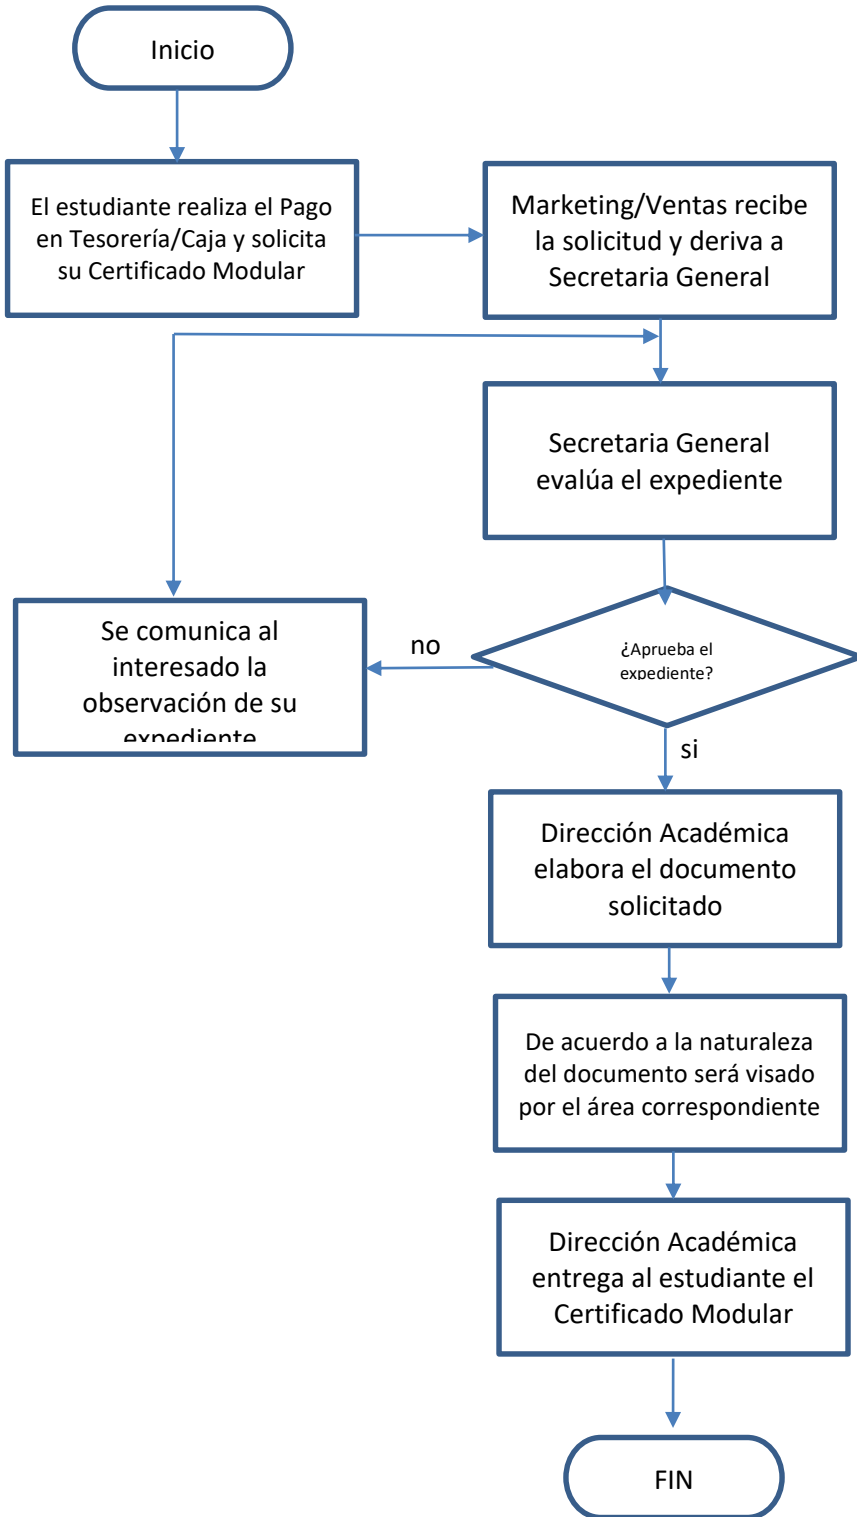 Inicio
El estudiante realiza el Pago
en Tesorería/Caja y solicita
su Certificado Modular
Marketing/Ventas recibe
la solicitud y deriva a
Secretaria General
Secretaria General
evalúa el expediente
¿Aprueba el
expediente?
no
Se comunica al
interesado la
observación de su
expediente
si
Dirección Académica
elabora el documento
solicitado
De acuerdo a la naturaleza
del documento será visado
por el área correspondiente
Dirección Académica
entrega al estudiante el
Certificado Modular
FIN